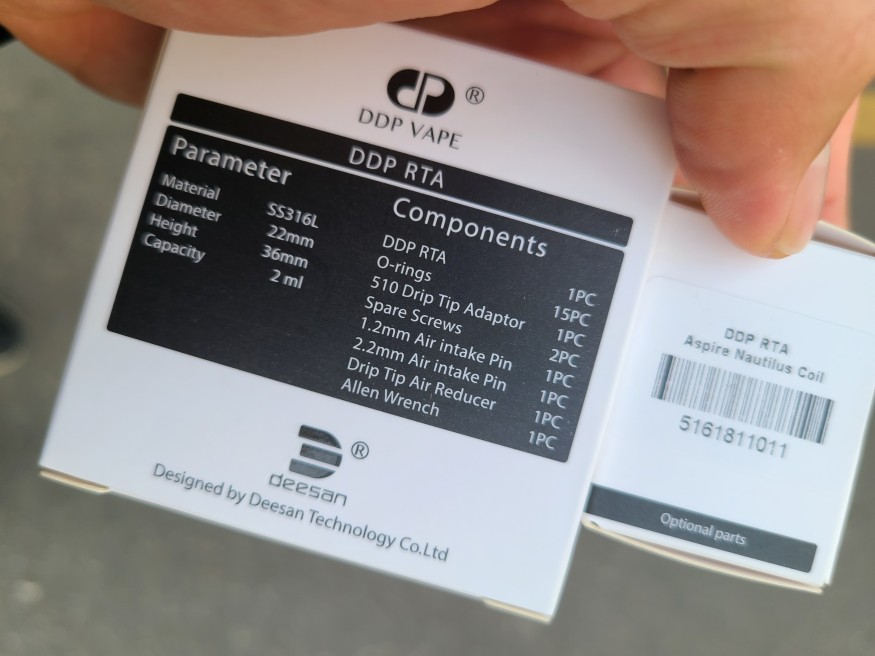 DDP VAPE ®
DDP RTA
Parameter
Material SS316L
Diameter 22mm
Height 36mm
Capacity 2 ml
Components
DDP RTA 1PC
O-rings 15PC
510 Drip Tip Adaptor 1PC
Spare Screws 2PC
1.2mm Air intake Pin 1PC
2.2mm Air intake Pin 1PC
Drip Tip Air Reducer 1PC
Allen Wrench 1PC
®
deesan
Designed by Deesan Technology Co.Ltd
DDP RTA
Aspire Nautilus Coil
5161811011
Optional parts